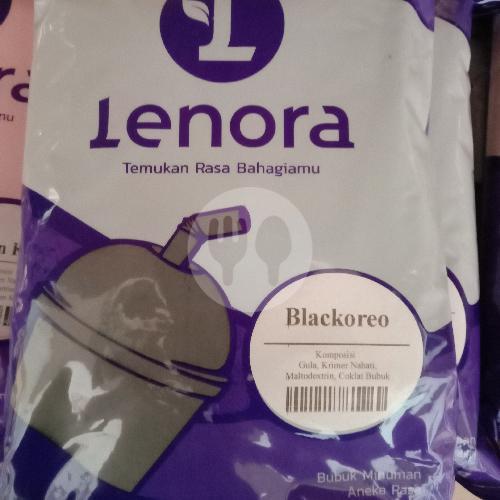 lenora
Temukan Rasa Bahagiamu
Blackoreo
Komposisi
Gula, Krimer Nabati,
Maltodextrin, Coklat Bubuk
Bubuk Minuman
Aneka Rasa